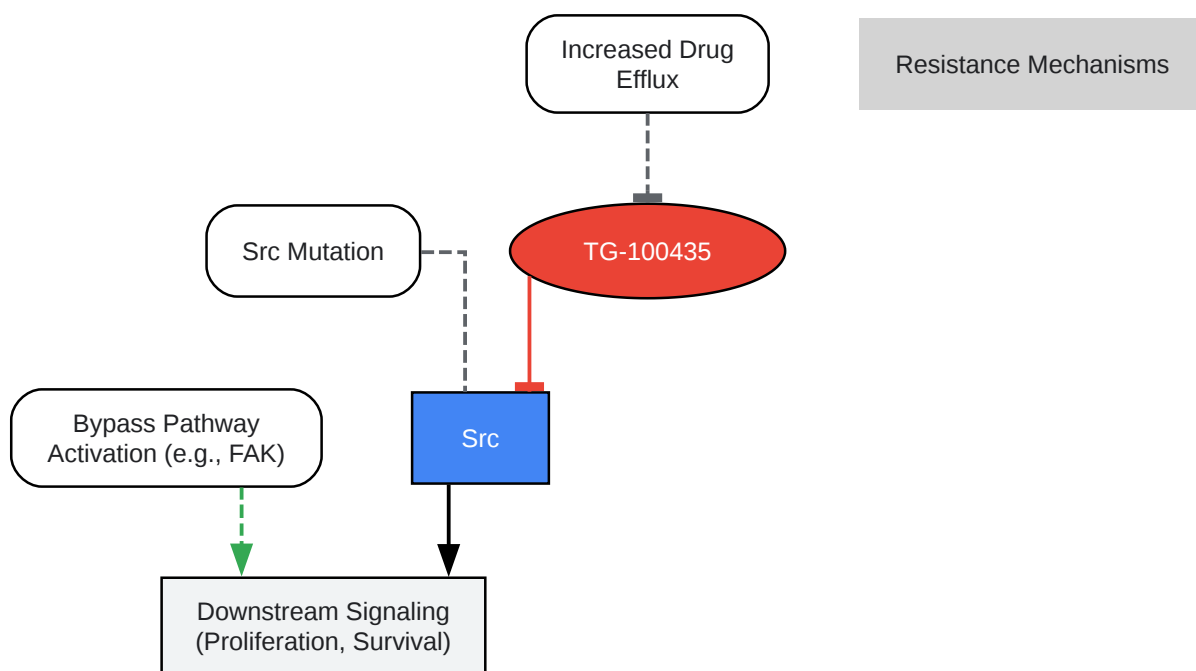 Increased Drug
Efflux
Resistance Mechanisms
Src Mutation
TG-100435
Bypass Pathway
Activation (e.g., FAK)
Src
Downstream Signaling
(Proliferation, Survival)